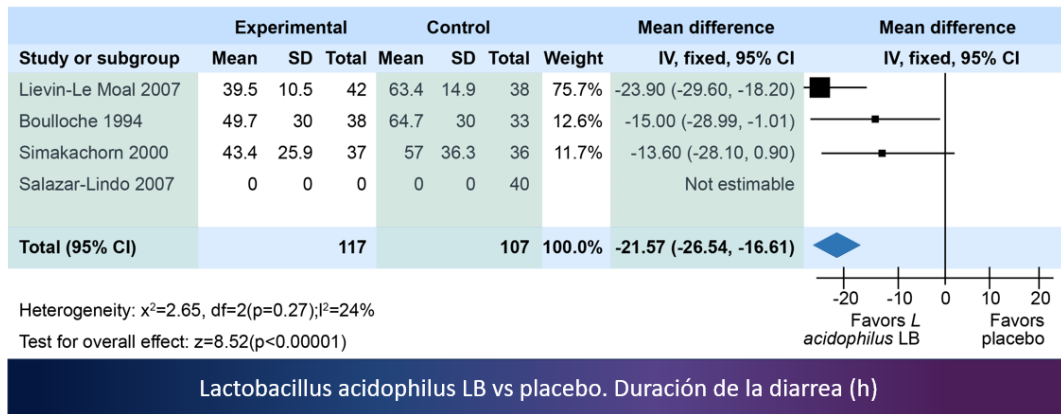 Experimental Control Mean difference Mean difference
Study or subgroup Mean SD Total Mean SD Total Weight IV, fixed, 95% CI IV, fixed, 95% CI
Lievin-Le Moal 2007 39.5 10.5 42 63.4 14.9 38 75.7% -23.90 (-29.60, -18.20)
Boulloche 1994 49.7 30 38 64.7 30 33 12.6% -15.00 (-28.99, -1.01)
Simakachorn 2000 43.4 25.9 37 57 36.3 36 11.7% -13.60 (-28.10, 0.90)
Salazar-Lindo 2007 0 0 0 0 0 40 Not estimable
Total (95% CI) 117 107 100.0% -21.57 (-26.54, -16.61)
-20 -10 0 10 20
Heterogeneity: x²=2.65, df=2(p=0.27);I²=24%
Test for overall effect: z=8.52(p<0.00001)
Favors L
acidophilus LB
Favors
placebo
Lactobacillus acidophilus LB vs placebo. Duración de la diarrea (h)